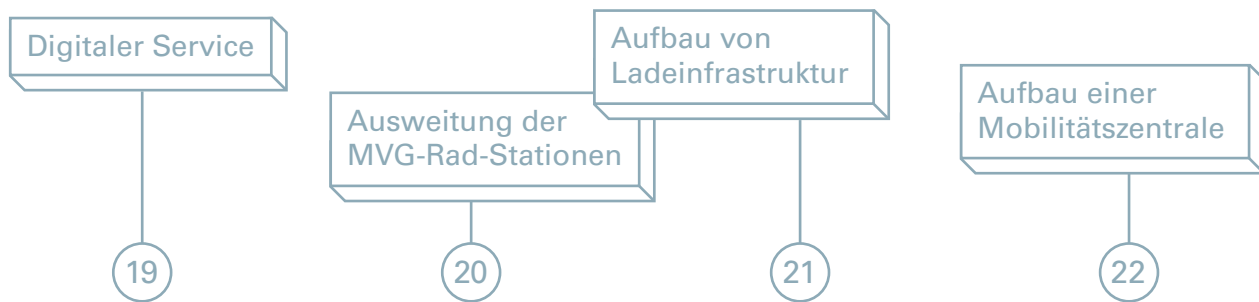 Digitaler Service
Ausweitung der
MVG-Rad-Stationen
Aufbau von
Ladeinfrastruktur
Aufbau einer
Mobilitätszentrale
19
20
21
22